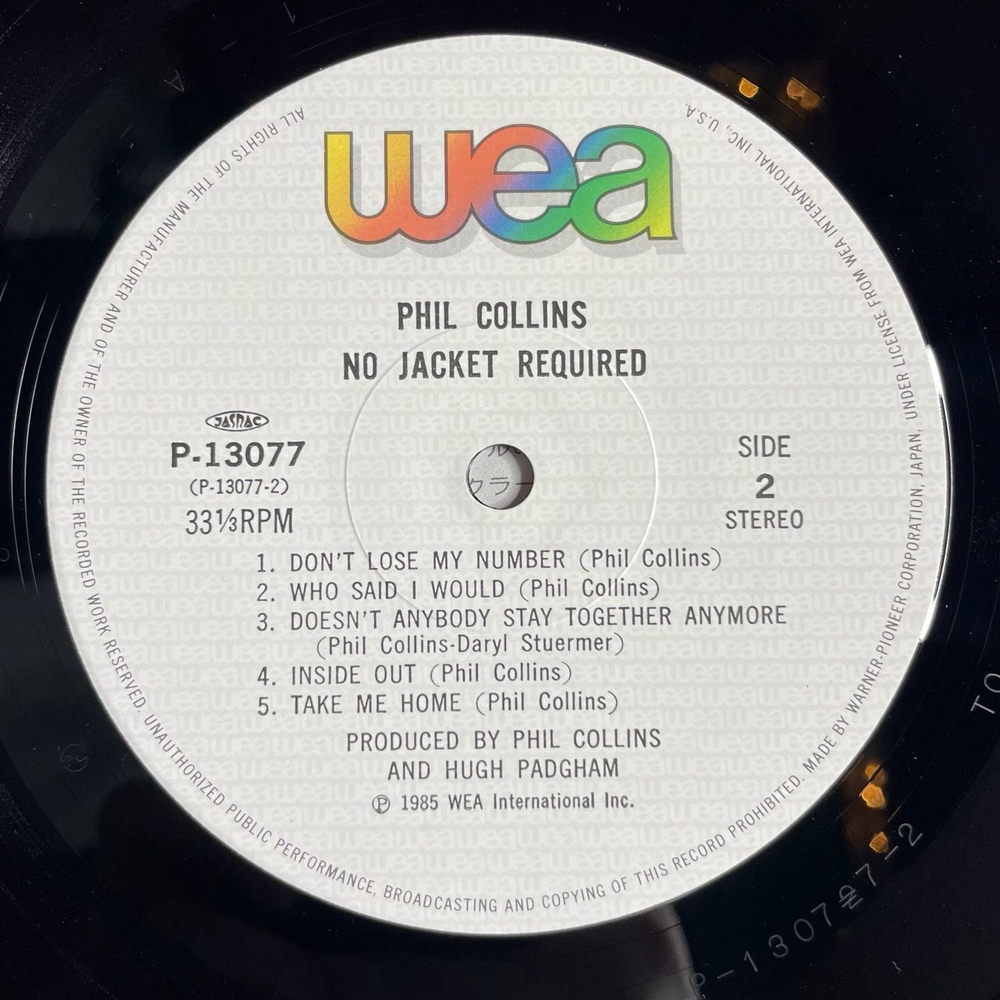 wea
PHIL COLLINS
NO JACKET REQUIRED
JASRAC
P-13077
(P-13077-2)
33⅓RPM
SIDE
2
STEREO
クラー
1. DON'T LOSE MY NUMBER (Phil Collins)
2. WHO SAID I WOULD (Phil Collins)
3. DOESN'T ANYBODY STAY TOGETHER ANYMORE
(Phil Collins-Daryl Stuermer)
4. INSIDE OUT (Phil Collins)
5. TAKE ME HOME (Phil Collins)
PRODUCED BY PHIL COLLINS
AND HUGH PADGHAM
Ⓟ 1985 WEA International Inc.
ALL RIGHTS OF THE MANUFACTURER AND OF THE OWNER OF THE RECORDED WORK RESERVED. UNAUTHORIZED PUBLIC PERFORMANCE, BROADCASTING AND COPYING OF THIS RECORD PROHIBITED. MADE BY WARNER-PIONEER CORPORATION, JAPAN, UNDER LICENSE FROM WEA INTERNATIONAL INC., U.S.A